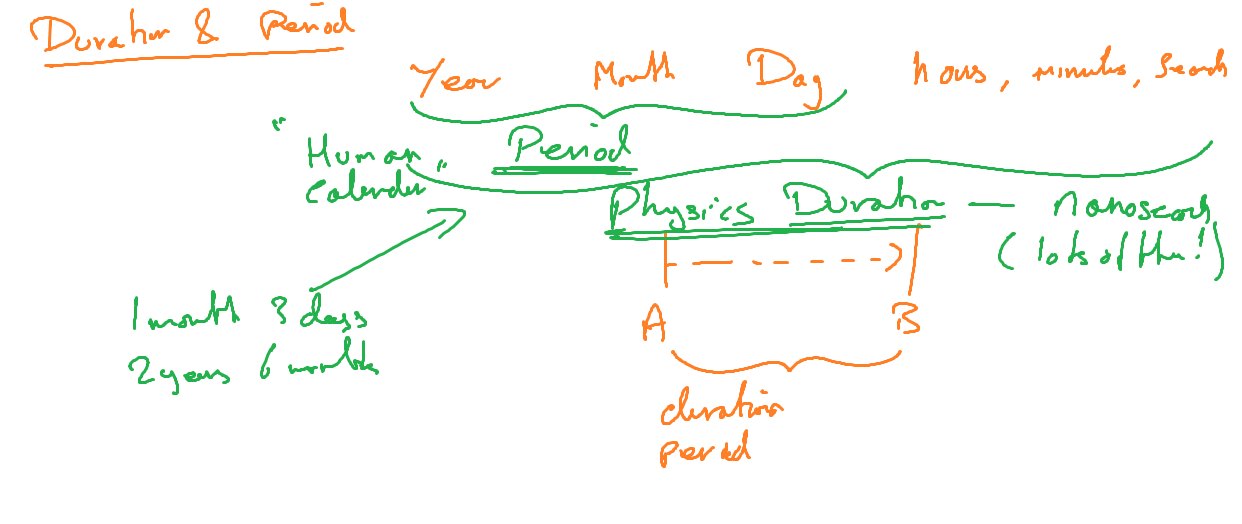 Duration & Period
Year Month Day hours, minutes, seconds
"Human Calender" Period
Physics Duration — nanoseconds
(lots of them!)
1 month 3 days
2 years 6 months
A B
duration
period